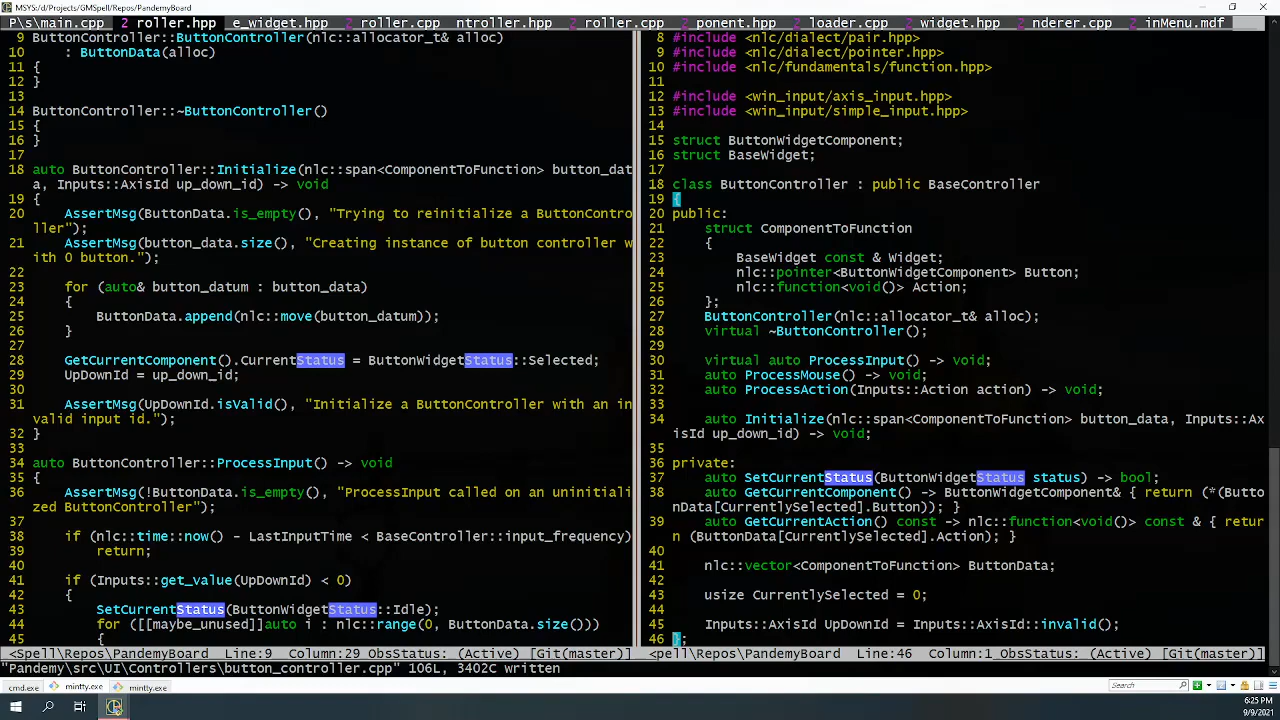 MSYS:/d/Projects/GMSpell/Repos/PandemyBoard
P\s\main.cpp  2 roller.hpp  e_widget.hpp  2 roller.cpp  ntroller.hpp  2 roller.cpp  2 ponent.hpp  2 loader.cpp  2 widget.hpp  2 nderer.cpp  2 inMenu.mdf
9 ButtonController::ButtonController(nlc::allocator_t& alloc)
10     : ButtonData(alloc)
11 {
12 }
13
14 ButtonController::~ButtonController()
15 {
16 }
17
18 auto ButtonController::Initialize(nlc::span<ComponentToFunction> button_dat
a, Inputs::AxisId up_down_id) -> void
19 {
20     AssertMsg(ButtonData.is_empty(), "Trying to reinitialize a ButtonContro
ller");
21     AssertMsg(button_data.size(), "Creating instance of button controller w
ith 0 button.");
22
23     for (auto& button_datum : button_data)
24     {
25         ButtonData.append(nlc::move(button_datum));
26     }
27
28     GetCurrentComponent().CurrentStatus = ButtonWidgetStatus::Selected;
29     UpDownId = up_down_id;
30
31     AssertMsg(UpDownId.isValid(), "Initialize a ButtonController with an in
valid input id.");
32 }
33
34 auto ButtonController::ProcessInput() -> void
35 {
36     AssertMsg(!ButtonData.is_empty(), "ProcessInput called on an uninitiali
zed ButtonController");
37
38     if (nlc::time::now() - LastInputTime < BaseController::input_frequency)
39         return;
40
41     if (Inputs::get_value(UpDownId) < 0)
42     {
43         SetCurrentStatus(ButtonWidgetStatus::Idle);
44         for ([[maybe_unused]]auto i : nlc::range(0, ButtonData.size()))
45         {
<Spell\Repos\PandemyBoard  Line:9  Column:29 ObsStatus: (Active) [Git(master)]
8 #include <nlc/dialect/pair.hpp>
9 #include <nlc/dialect/pointer.hpp>
10 #include <nlc/fundamentals/function.hpp>
11
12 #include <win_input/axis_input.hpp>
13 #include <win_input/simple_input.hpp>
14
15 struct ButtonWidgetComponent;
16 struct BaseWidget;
17
18 class ButtonController : public BaseController
19 {
20 public:
21     struct ComponentToFunction
22     {
23         BaseWidget const & Widget;
24         nlc::pointer<ButtonWidgetComponent> Button;
25         nlc::function<void()> Action;
26     };
27     ButtonController(nlc::allocator_t& alloc);
28     virtual ~ButtonController();
29
30     virtual auto ProcessInput() -> void;
31     auto ProcessMouse() -> void;
32     auto ProcessAction(Inputs::Action action) -> void;
33
34     auto Initialize(nlc::span<ComponentToFunction> button_data, Inputs::Ax
isId up_down_id) -> void;
35
36 private:
37     auto SetCurrentStatus(ButtonWidgetStatus status) -> bool;
38     auto GetCurrentComponent() -> ButtonWidgetComponent& { return (*(Butto
nData[CurrentlySelected].Button)); }
39     auto GetCurrentAction() const -> nlc::function<void()> const & { retur
n (ButtonData[CurrentlySelected].Action); }
40
41     nlc::vector<ComponentToFunction> ButtonData;
42
43     usize CurrentlySelected = 0;
44
45     Inputs::AxisId UpDownId = Inputs::AxisId::invalid();
46 };
<pell\Repos\PandemyBoard  Line:46  Column:1 ObsStatus: (Active) [Git(master)]
"Pandemy\src\UI\Controllers\button_controller.cpp" 106L, 3402C written
cmd.exe  mintty.exe  mintty.exe  Search
6:25 PM
9/9/2021